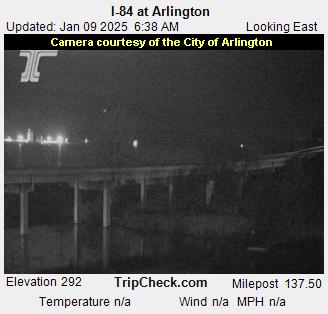 I-84 at Arlington
Updated: Jan 09 2025 6:38 AM Looking East
Camera courtesy of the City of Arlington
Elevation 292 TripCheck.com Milepost 137.50
Temperature n/a Wind n/a MPH n/a